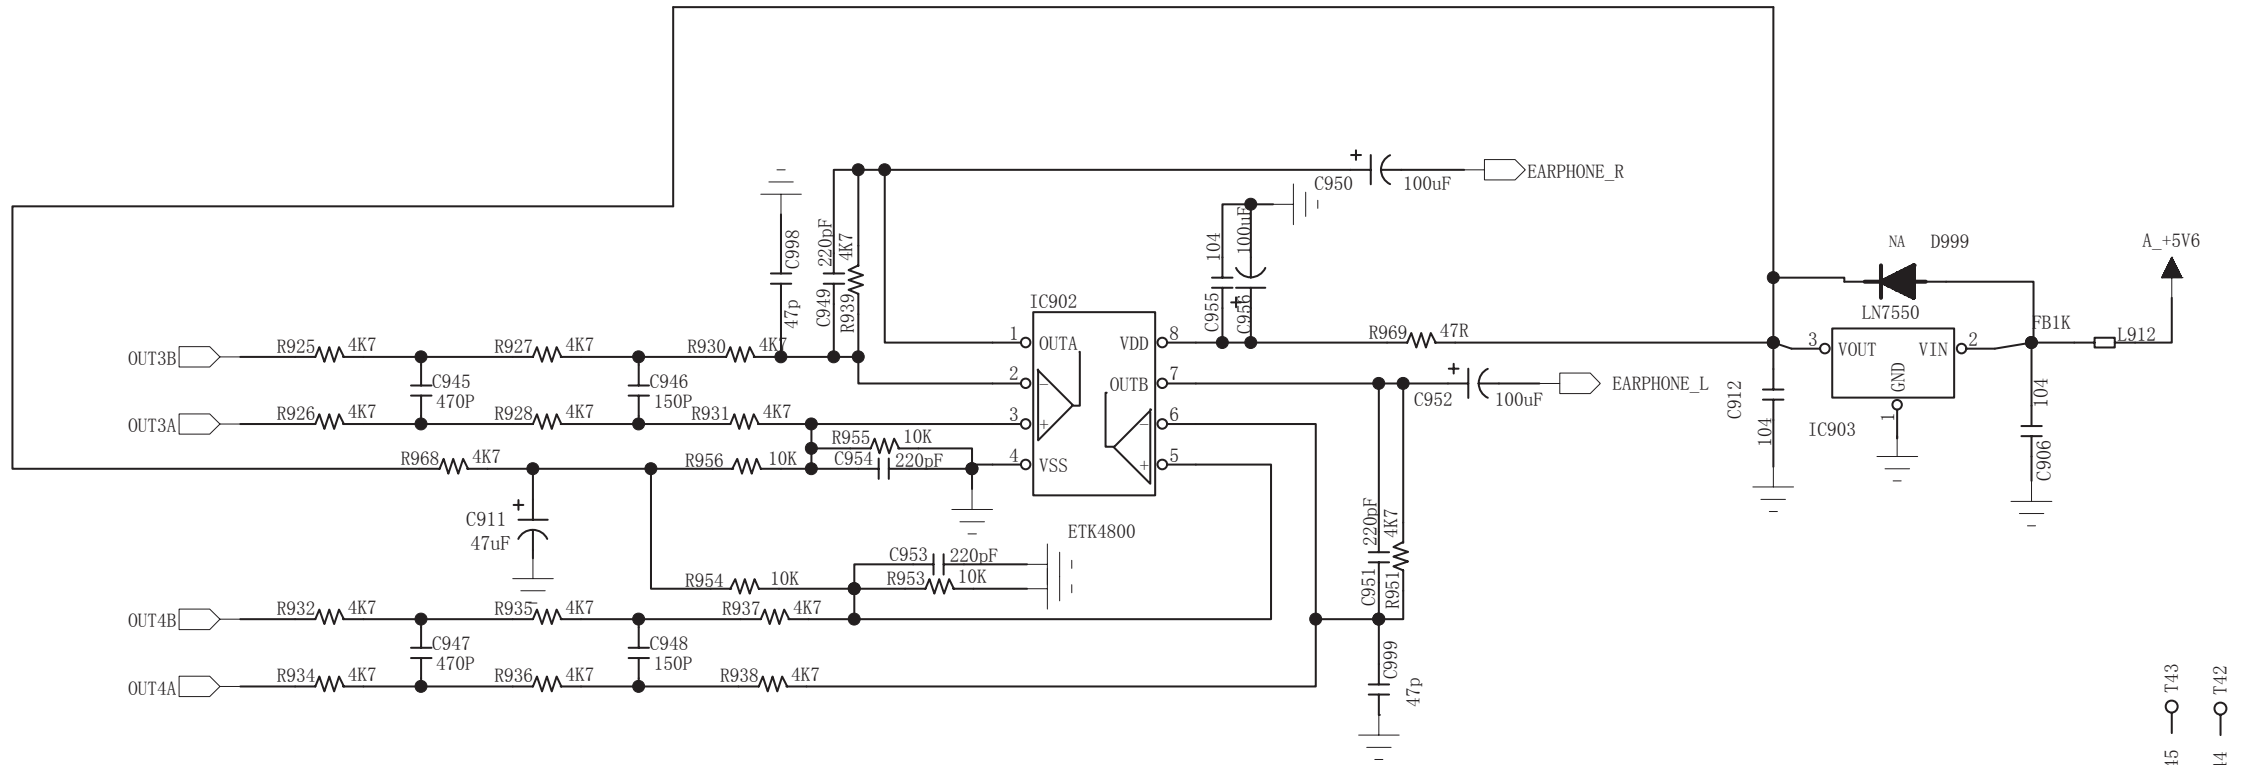 EARPHONE_R
C950
100uF
+
C998
47p
220pF
C949
4K7
R939
104
C955
100uF
C956
+
NA
D999
A_+5V6
LN7550
FB1K
L912
IC902
OUT3B
R925
4K7
R927
4K7
R930
4K7
1
OUTA
VDD
8
R969
47R
3
VOUT
VIN
2
GND
1
IC903
C945
470P
C946
150P
2
−
OUTB
7
+
C952
100uF
EARPHONE_L
C912
104
104
C906
OUT3A
R926
4K7
R928
4K7
R931
4K7
3
+
−
6
R955
10K
R968
4K7
R956
10K
C954
220pF
4
VSS
+
5
+
C911
47uF
ETK4800
220pF
C951
4K7
R951
C953
220pF
R954
10K
R953
10K
OUT4B
R932
4K7
R935
4K7
R937
4K7
C947
470P
C948
150P
C999
47p
OUT4A
R934
4K7
R936
4K7
R938
4K7
T43
T42
45
44